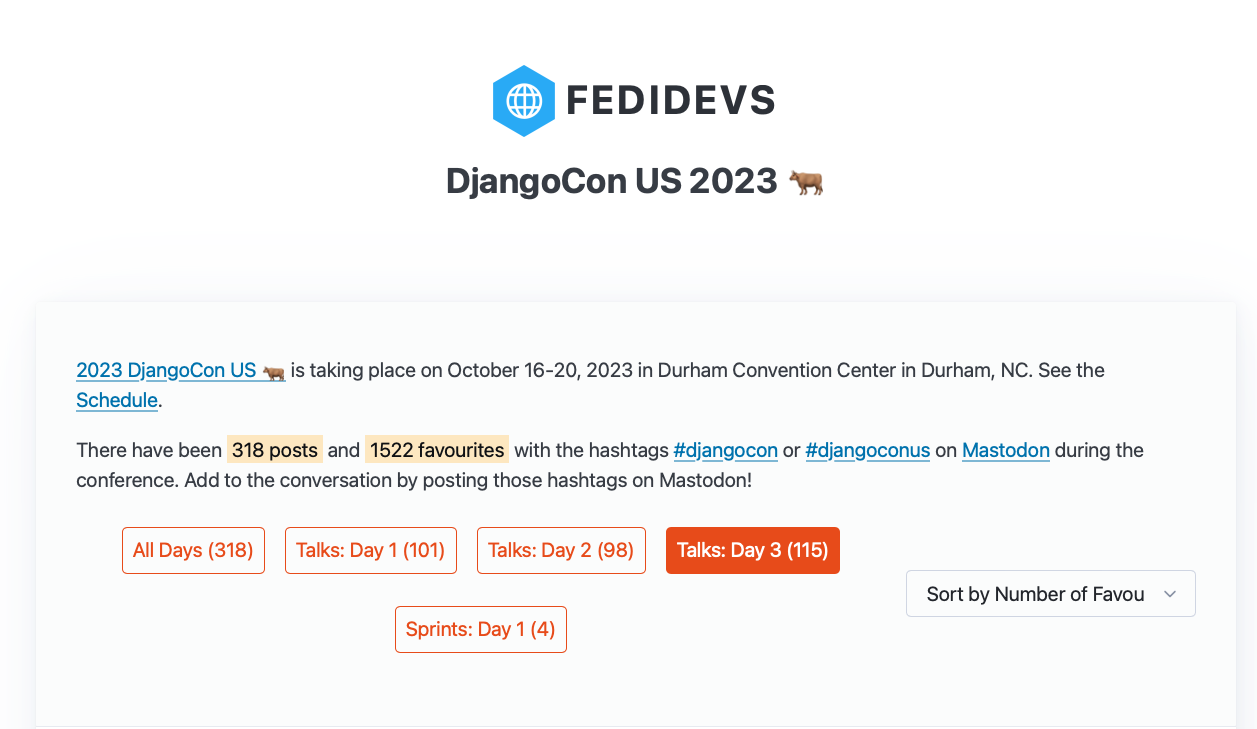 FEDIDEVS
DjangoCon US 2023 🐂
2023 DjangoCon US 🐂 is taking place on October 16-20, 2023 in Durham Convention Center in Durham, NC. See the
Schedule.
There have been 318 posts and 1522 favourites with the hashtags #djangocon or #djangoconus on Mastodon during the
conference. Add to the conversation by posting those hashtags on Mastodon!
All Days (318) Talks: Day 1 (101) Talks: Day 2 (98) Talks: Day 3 (115)
Sort by Number of Favou
Sprints: Day 1 (4)